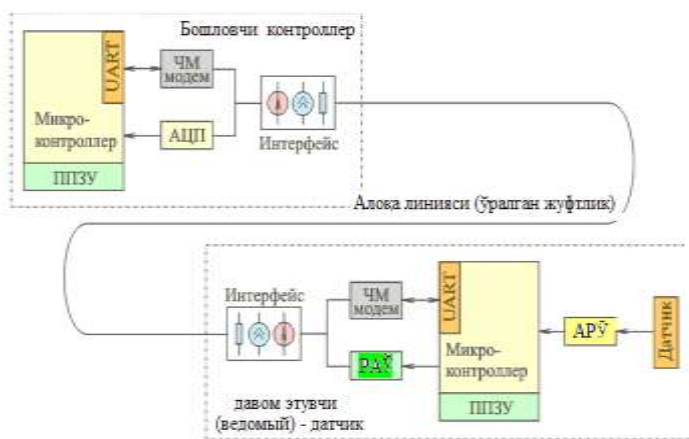 Бошловчи контроллер
UART
ЧМ
модем
Микро-
контроллер
АЦП
Интерфейс
ППЗУ
Алоқа линияси (ўралган жуфтлик)
Интерфейс
ЧМ
модем
UART
Датчик
АРЎ
РАЎ
Микро-
контроллер
давом этувчи
(ведомый) - датчик
ППЗУ